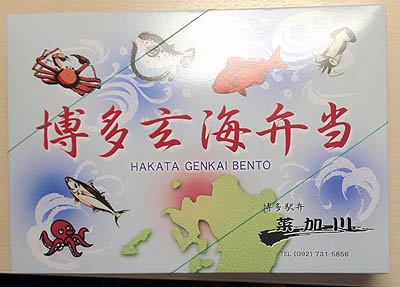 博多玄海弁当
HAKATA GENKAI BENTO
博多駅弁
葉加川
TEL (092) 731-5856